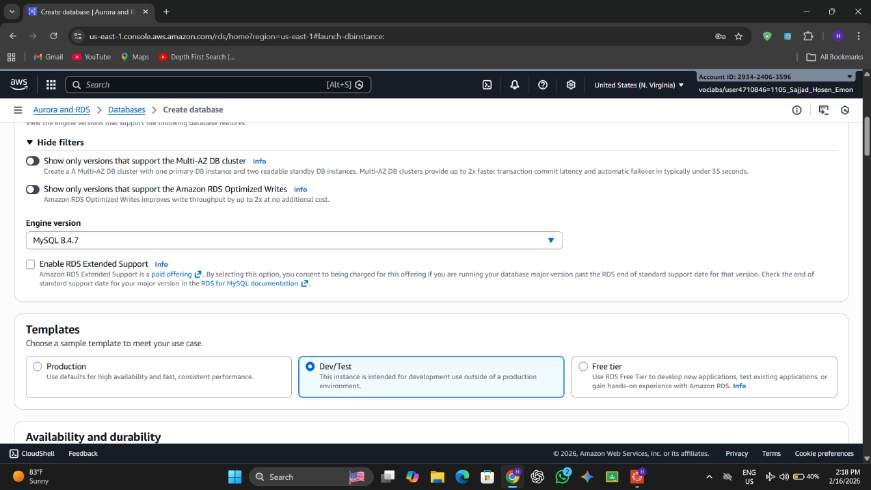 Create database | Aurora and R
us-east-1.console.aws.amazon.com/rds/home?region=us-east-1#launch-dbinstance:
Gmail
YouTube
Maps
Depth First Search (...
All Bookmarks
aws
Search
[Alt+S]
United States (N. Virginia)
Account ID: 2934-2406-3596
voclabs/user4710846=1105_Sajjad_Hosen_Emon
Aurora and RDS > Databases > Create database
View the engine versions that support the following database features.
Hide filters
Show only versions that support the Multi-AZ DB cluster Info
Create a A Multi-AZ DB cluster with one primary DB instance and two readable standby DB instances. Multi-AZ DB clusters provide up to 2x faster transaction commit latency and automatic failover in typically under 35 seconds.
Show only versions that support the Amazon RDS Optimized Writes Info
Amazon RDS Optimized Writes improves write throughput by up to 2x at no additional cost.
Engine version
MySQL 8.4.7
Enable RDS Extended Support Info
Amazon RDS Extended Support is a paid offering. By selecting this option, you consent to being charged for this offering if you are running your database major version past the RDS end of standard support date for that version. Check the end
of standard support date for your major version in the RDS for MySQL documentation.
Templates
Choose a sample template to meet your use case.
Production
Use defaults for high availability and fast, consistent performance.
Dev/Test
This instance is intended for development use outside of a production
environment.
Free tier
Use RDS Free Tier to develop new applications, test existing applications, or
gain hands-on experience with Amazon RDS. Info
Availability and durability
CloudShell
Feedback
© 2026, Amazon Web Services, Inc. or its affiliates.
Privacy
Terms
Cookie preferences
83°F
Sunny
Search
ENG
US
40%
2:38 PM
2/16/2026